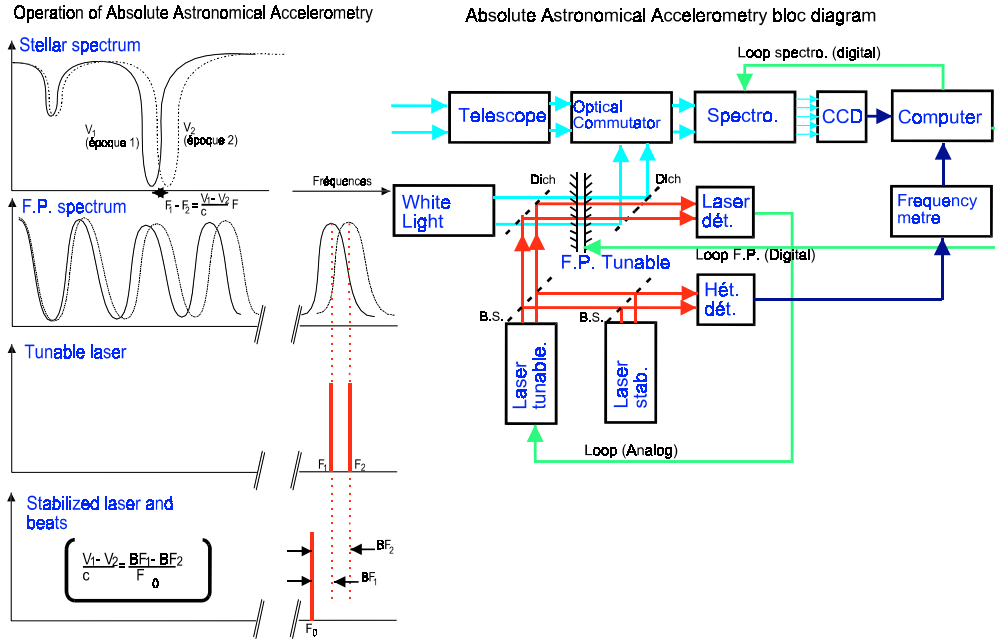 Operation of Absolute Astronomical Accelerometry
Stellar spectrum
V1
(époque 1)
V2
(époque 2)
F1 - F2 = V1 - V2 / c F
Fréquences
F.P. spectrum
Tunable laser
F1
F2
Stabilized laser and
beats
V1 - V2 / c = BF1 - BF2 / F0
BF2
BF1
F0
Absolute Astronomical Accelerometry bloc diagram
Loop spectro. (digital)
Telescope
Optical
Commutator
Spectro.
CCD
Computer
Dich
Dich
White
Light
Laser
dét.
Frequency
metre
F.P. Tunable
Loop F.P. (Digital)
Hét.
dét.
B.S.
B.S.
Laser
tunable.
Laser
stab.
Loop (Analog)